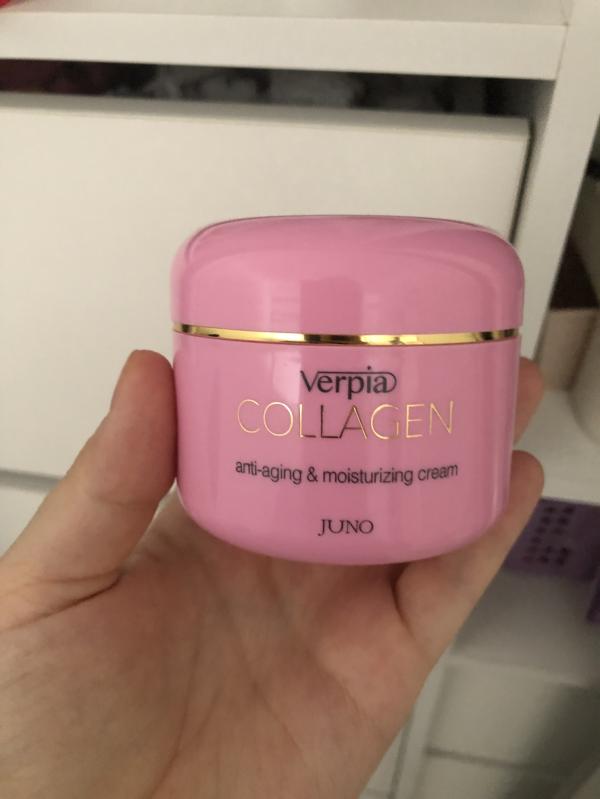 Verpia
COLLAGEN
anti-aging & moisturizing cream
JUNO